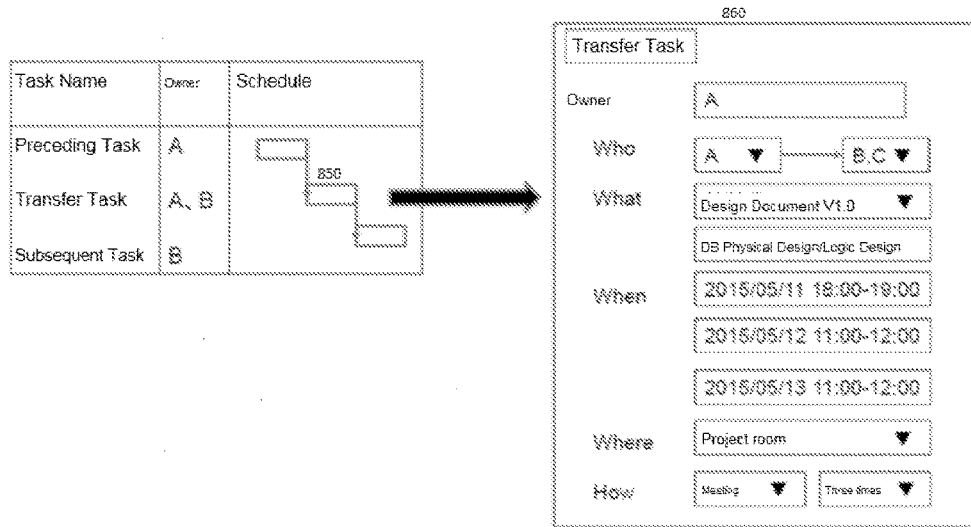 860
Transfer Task
Task Name Owner Schedule
Owner A
Preceding Task A
Who A B,C
850
Transfer Task A、B
What Design Document V1.0
DB Physical Design/Logic Design
Subsequent Task B
When 2015/05/11 18:00-19:00
2015/05/12 11:00-12:00
2015/05/13 11:00-12:00
Where Project room
How Meeting Three times